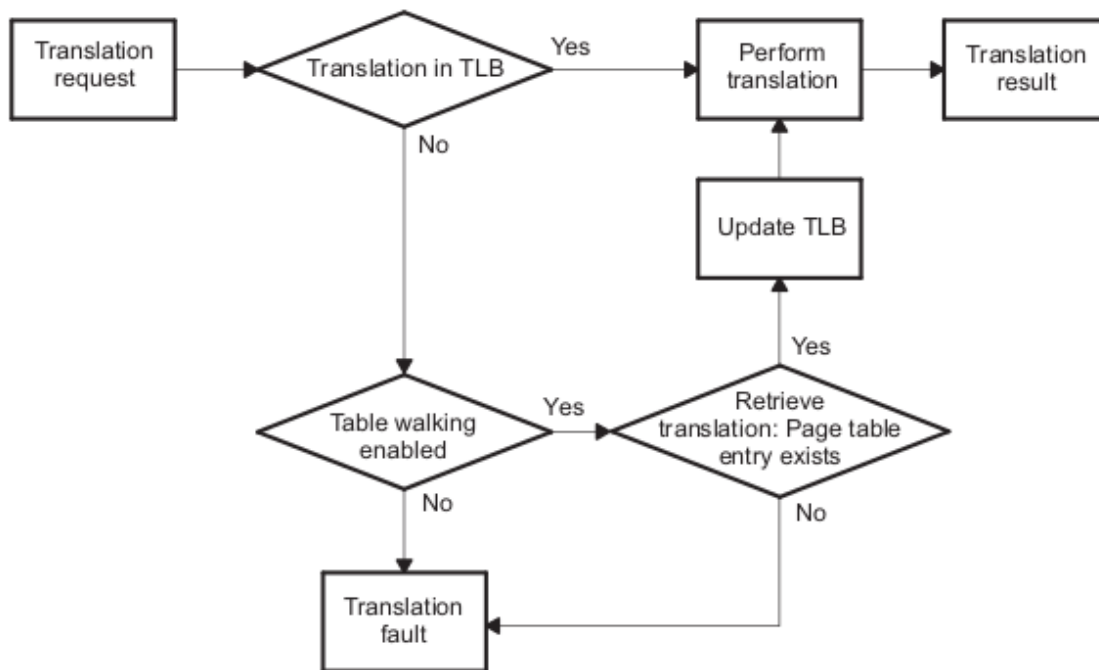 Translation
request
Translation in TLB
Yes
Perform
translation
Translation
result
No
Update TLB
Yes
Table walking
enabled
Yes
Retrieve
translation: Page table
entry exists
No
No
Translation
fault